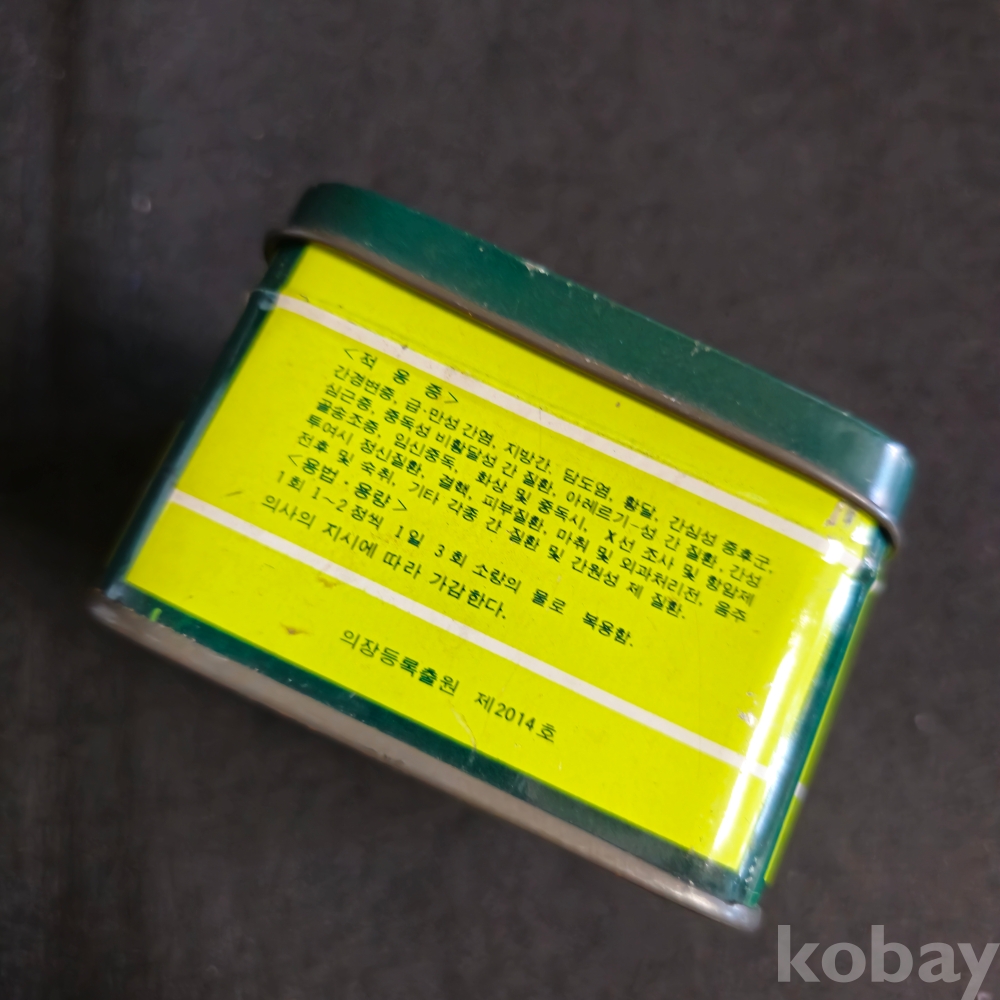 <적 응 증>
간경변증, 급·만성 간염, 지방간, 담도염, 황달, 간심성 증후군,
심근증, 중독성 비활달성 간 질환, 아레르기-성 간 질환, 간성
울송조증, 임신중독, 화상 및 중독시, X선 조사 및 항암제
투여시 정신질환, 결핵, 피부질환, 마취 및 외과처리전, 음주
전후 및 숙취, 기타 각종 간 질환 및 간원성 제 질환.
<용법·용량>
1회 1~2정씩 1일 3회 소량의 물로 복용함.
의사의 지시에 따라 가감한다.
의장등록출원 제2014호
kobay